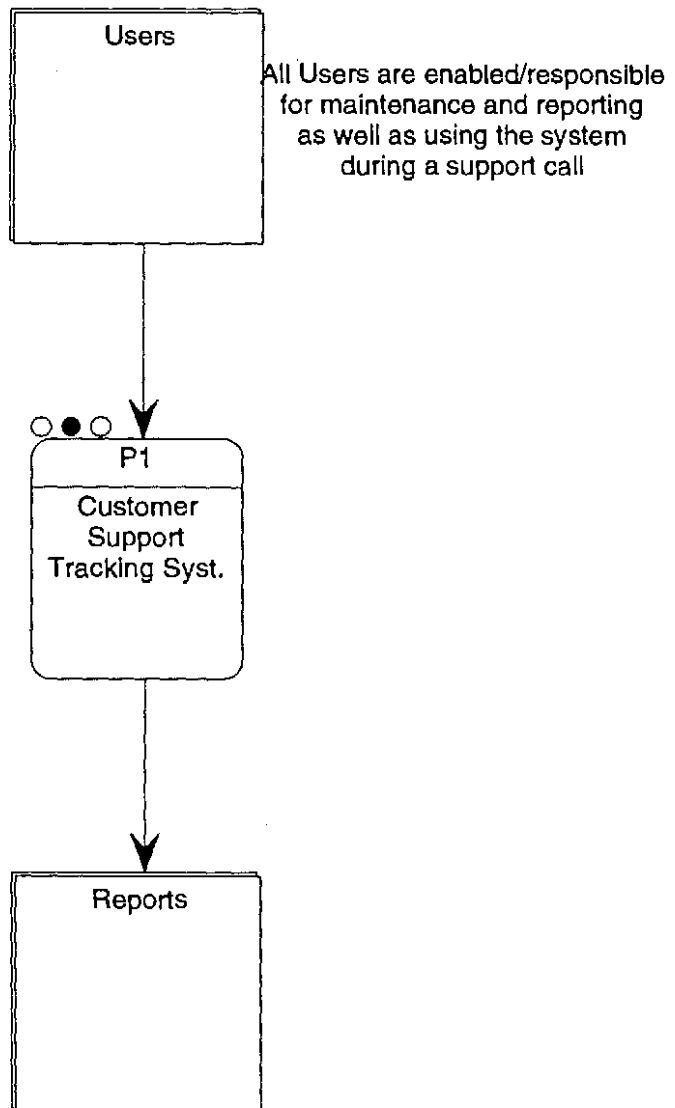 Users
All Users are enabled/responsible
for maintenance and reporting
as well as using the system
during a support call
P1
Customer
Support
Tracking Syst.
Reports